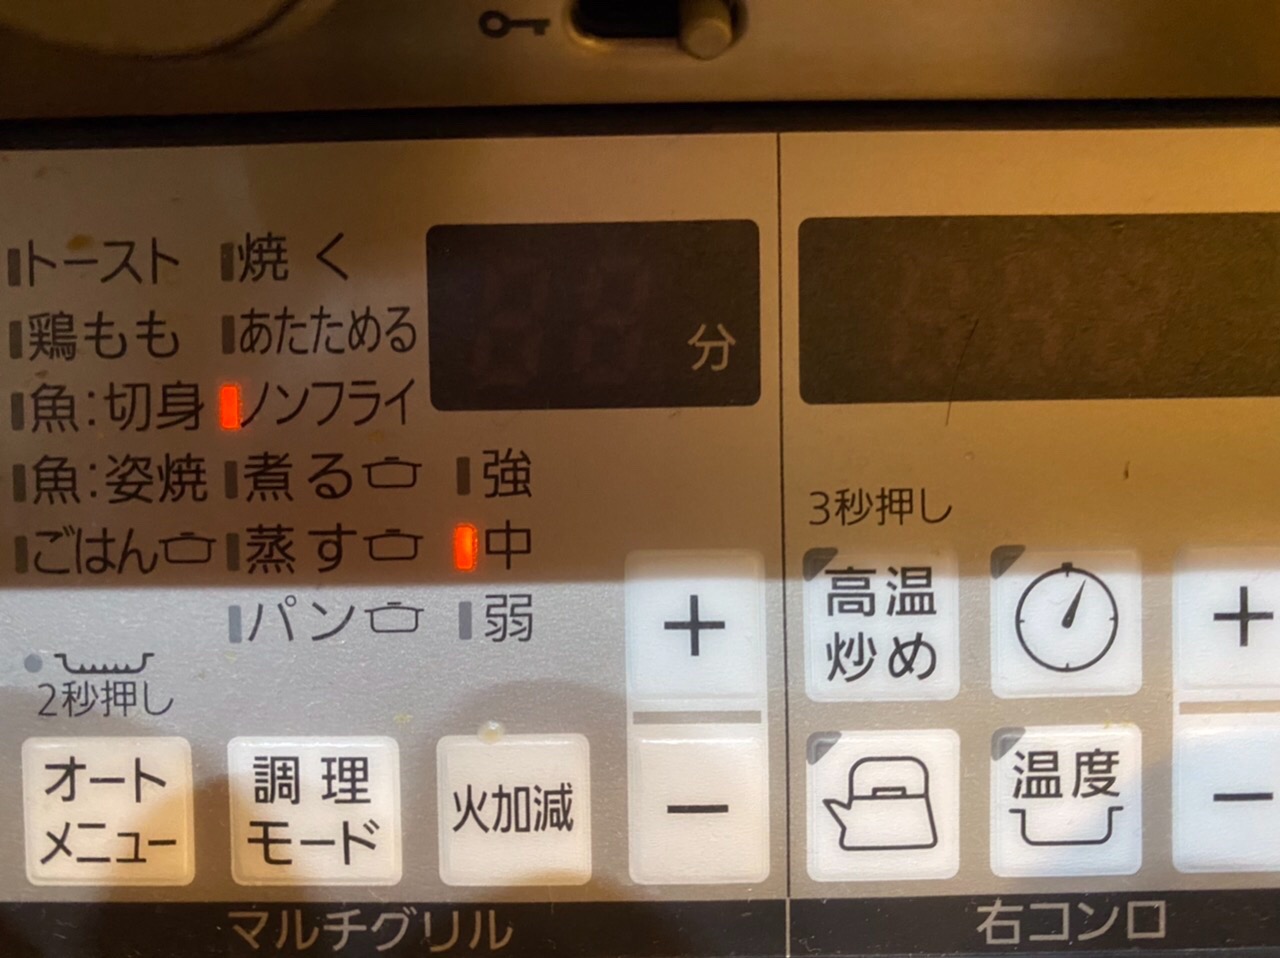 トースト
鶏もも
魚:切身
魚:姿焼
ごはん
2秒押し
焼く
あたためる
ノンフライ
煮る
蒸す
パン
強
中
弱
分
オート
メニュー
調理
モード
火加減
+
−
マルチグリル
3秒押し
高温
炒め
温度
+
−
右コンロ